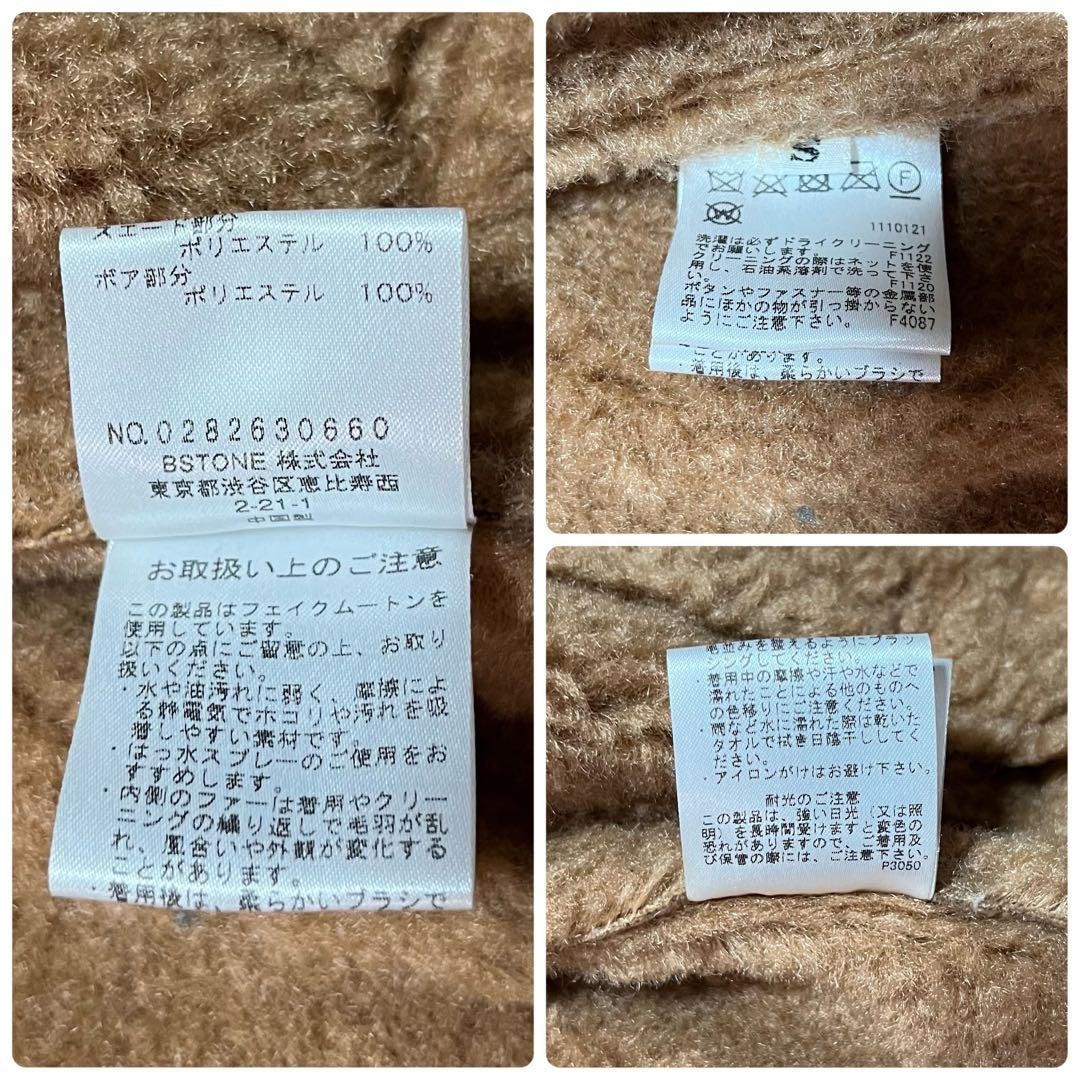 スエード部分
ポリエステル 100%
ボア部分
ポリエステル 100%
NO.0282630660
BSTONE 株式会社
東京都渋谷区恵比寿西
2-21-1
中国製
お取扱い上のご注意
この製品はフェイクムートンを
使用しています。
以下の点にご留意の上、お取り
扱いください。
・水や油汚れに弱く 摩擦によ
る静電気でホコリや汚れを吸
着しやすい素材です。
・はっ水スプレーのご使用をお
すすめします。
・内側のファーは着用やクリー
ニングの繰り返しで毛羽が乱
れ、風合いや外観が変化する
ことがあります。
・着用後は、柔らかいブラシで
S
F
W
1110121
洗濯は必ずドライクリーニング
でお願いします。 F1122
クリーニングの際はネットを使
用し、石油系溶剤で洗って下さ
い。 F1120
ボタンやファスナー等の金属部
品にほかの物が引っ掛からない
ようにご注意下さい。 F4087
ことがあります。
・着用後は、柔らかいブラシで
毛並みを整えるようにブラッ
シングしてください。
・着用中の摩擦や汗や水などで
濡れたことによる他のものへ
の色移りにご注意ください。
・雨など水に濡れた際は乾いた
タオルで拭き日陰干ししてく
ださい。
・アイロンがけはお避け下さい。
耐光のご注意
この製品は、強い日光(又は照
明)を長時間受けますと変色の
恐れがありますので、ご着用及
び保管の際には、ご注意下さい。
P3050